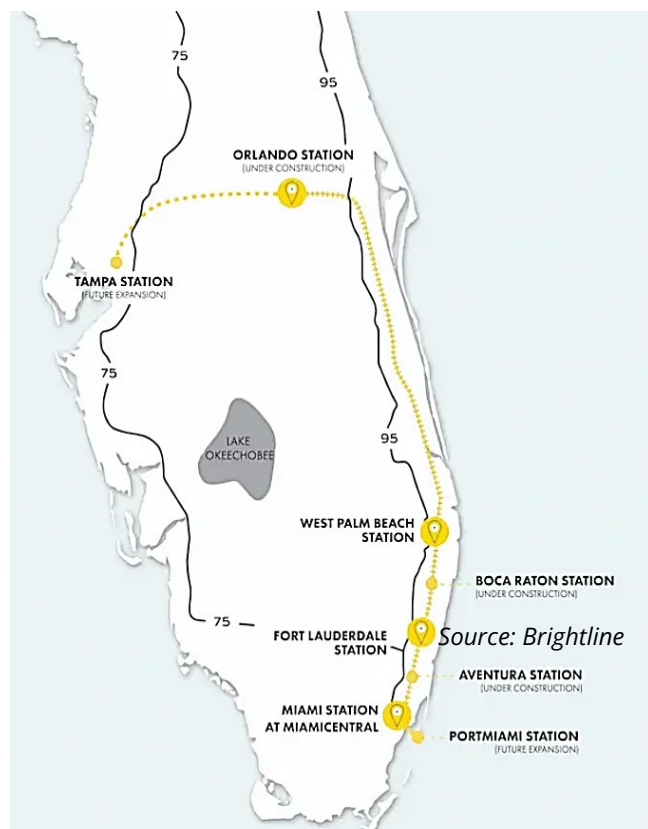 75
95
ORLANDO STATION
(UNDER CONSTRUCTION)
TAMPA STATION
(FUTURE EXPANSION)
75
95
LAKE
OKEECHOBEE
WEST PALM BEACH
STATION
BOCA RATON STATION
(UNDER CONSTRUCTION)
75
FORT LAUDERDALE
STATION
Source: Brightline
AVENTURA STATION
(UNDER CONSTRUCTION)
MIAMI STATION
AT MIAMICENTRAL
PORTMIAMI STATION
(FUTURE EXPANSION)